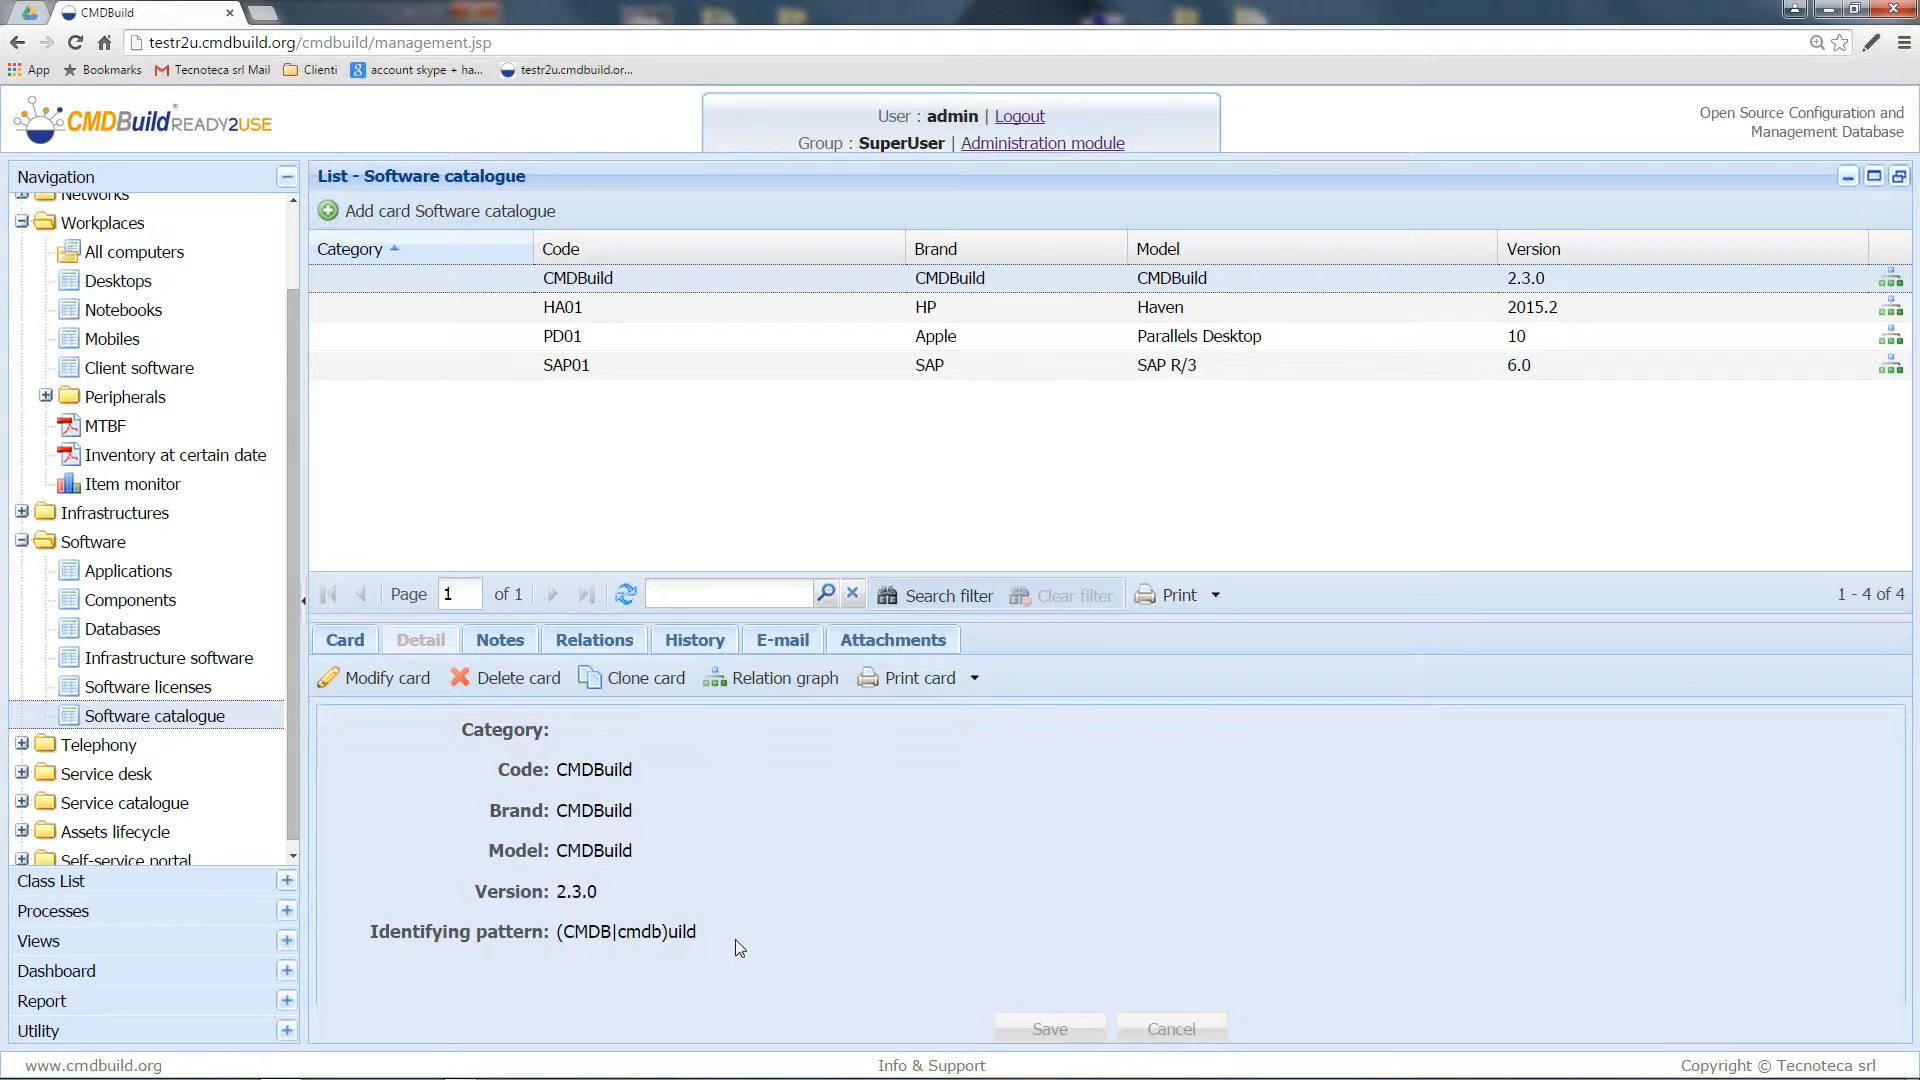 CMDBuild
testr2u.cmdbuild.org/cmdbuild/management.jsp
App Bookmarks Tecnoteca srl Mail Clienti account skype + ha... testr2u.cmdbuild.or...
CMDBuild READY2USE
User : admin | Logout
Group : SuperUser | Administration module
Open Source Configuration and
Management Database
Navigation
Networks
Workplaces
All computers
Desktops
Notebooks
Mobiles
Client software
Peripherals
MTBF
Inventory at certain date
Item monitor
Infrastructures
Software
Applications
Components
Databases
Infrastructure software
Software licenses
Software catalogue
Telephony
Service desk
Service catalogue
Assets lifecycle
Self-service portal
Class List
Processes
Views
Dashboard
Report
Utility
List - Software catalogue
Add card Software catalogue
Category Code Brand Model Version
CMDBuild CMDBuild CMDBuild 2.3.0
HA01 HP Haven 2015.2
PD01 Apple Parallels Desktop 10
SAP01 SAP SAP R/3 6.0
Page 1 of 1 Search filter Clear filter Print 1 - 4 of 4
Card Detail Notes Relations History E-mail Attachments
Modify card Delete card Clone card Relation graph Print card
Category:
Code: CMDBuild
Brand: CMDBuild
Model: CMDBuild
Version: 2.3.0
Identifying pattern: (CMDB|cmdb)uild
Save Cancel
www.cmdbuild.org Info & Support Copyright © Tecnoteca srl